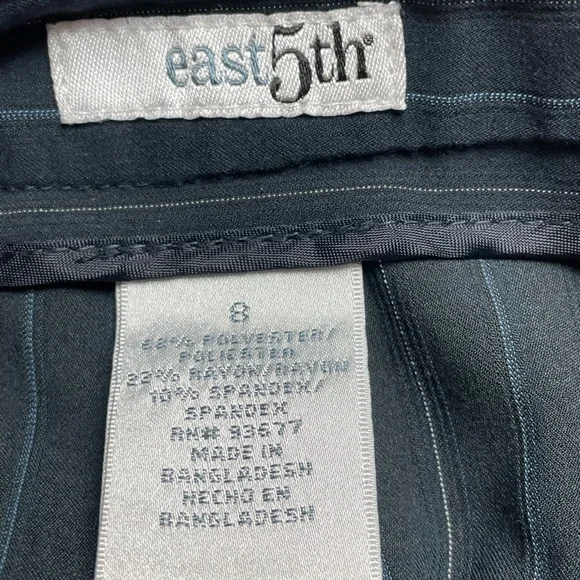 east5th®
8
68% POLYESTER/
POLIESTER
22% RAYON/RAYON
10% SPANDEX/
SPANDEX
RN# 93677
MADE IN
BANGLADESH
HECHO EN
BANGLADESH